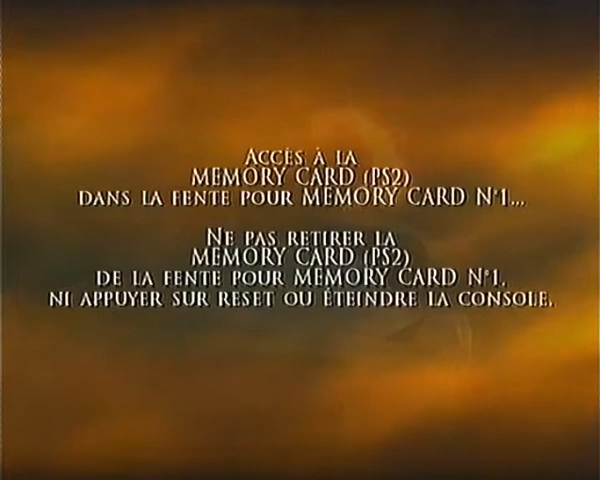 Accès à la
MEMORY CARD (PS2)
dans la fente pour MEMORY CARD N°1...
Ne pas retirer la
MEMORY CARD (PS2)
de la fente pour MEMORY CARD N°1,
ni appuyer sur reset ou éteindre la console.